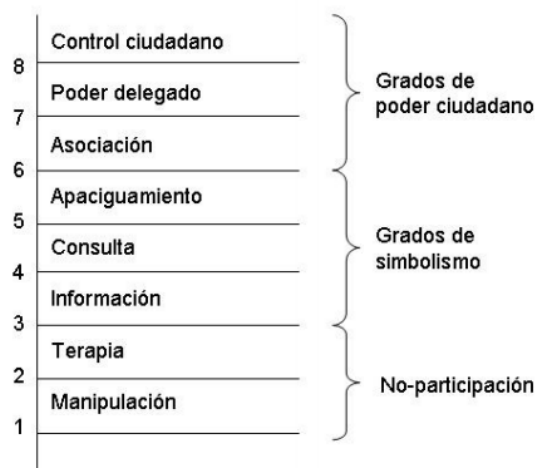 Control ciudadano
8
Poder delegado
7
Asociación
6
Apaciguamiento
5
Consulta
4
Información
3
Terapia
2
Manipulación
1
Grados de
poder ciudadano
Grados de
simbolismo
No-participación